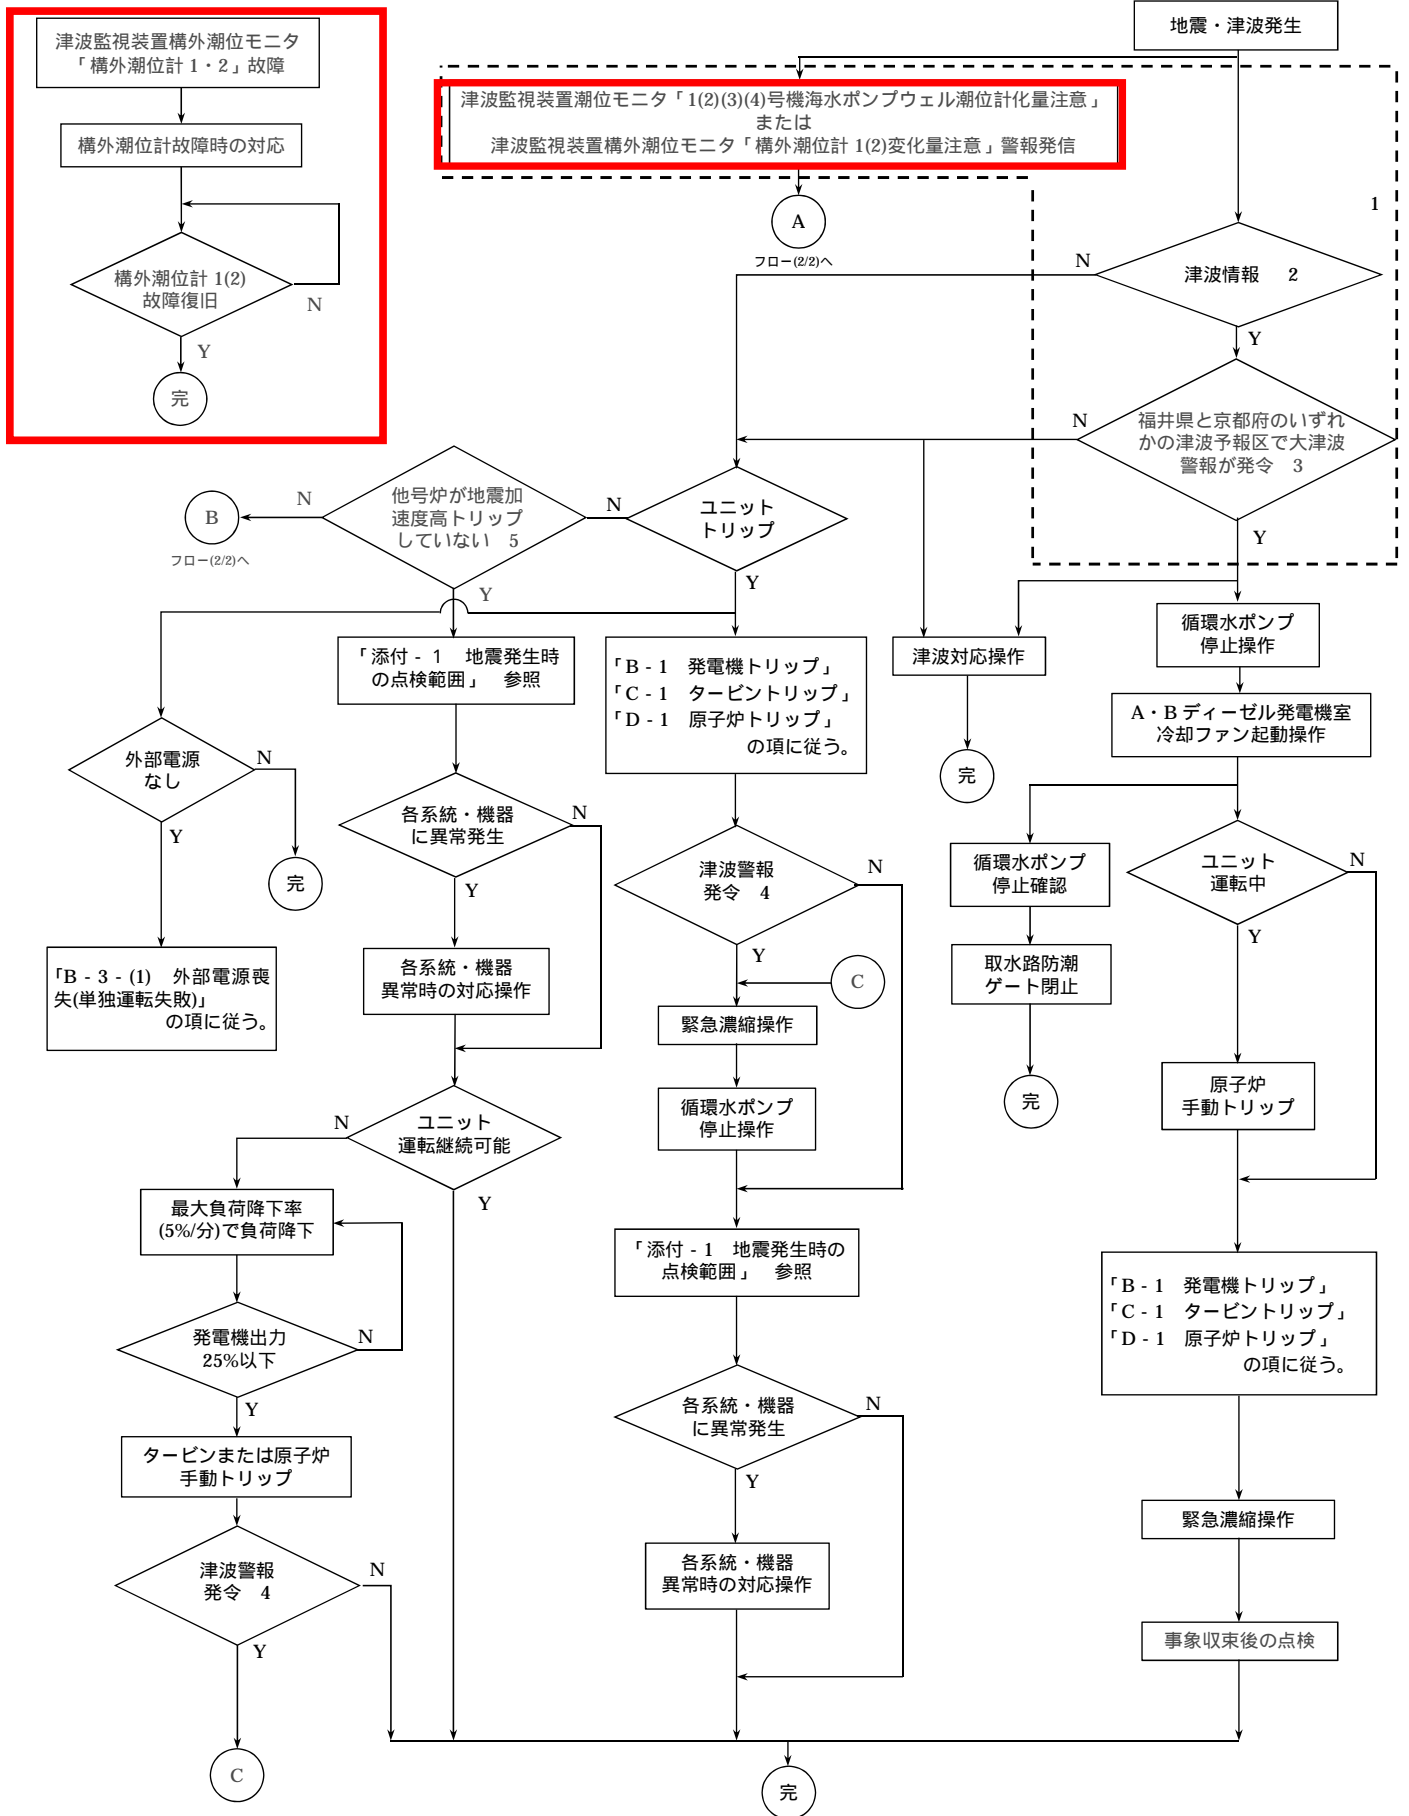 津波監視装置構外潮位モニタ
「構外潮位計 1・2」故障
構外潮位計故障時の対応
構外潮位計 1(2)
故障復旧
N
Y
完
地震・津波発生
津波監視装置潮位モニタ「1(2)(3)(4)号機海水ポンプウェル潮位計化量注意」
または
津波監視装置構外潮位モニタ「構外潮位計 1(2)変化量注意」警報発信
A
フロー(2/2)へ
1
津波情報　2
N
Y
福井県と京都府のいずれ
かの津波予報区で大津波
警報が発令　3
N
Y
ユニット
トリップ
N
Y
他号炉が地震加
速度高トリップ
していない　5
N
Y
B
フロー(2/2)へ
外部電源
なし
N
Y
完
「B - 3 - (1)　外部電源喪
失(単独運転失敗)」
の項に従う。
「添付 - 1　地震発生時
の点検範囲」　参照
各系統・機器
に異常発生
N
Y
各系統・機器
異常時の対応操作
ユニット
運転継続可能
N
Y
最大負荷降下率
(5%/分)で負荷降下
発電機出力
25%以下
N
Y
タービンまたは原子炉
手動トリップ
津波警報
発令　4
N
Y
C
「B - 1　発電機トリップ」
「C - 1　タービントリップ」
「D - 1　原子炉トリップ」
の項に従う。
津波警報
発令　4
N
Y
C
緊急濃縮操作
循環水ポンプ
停止操作
「添付 - 1　地震発生時の
点検範囲」　参照
各系統・機器
に異常発生
N
Y
各系統・機器
異常時の対応操作
津波対応操作
完
循環水ポンプ
停止操作
A・B ディーゼル発電機室
冷却ファン起動操作
循環水ポンプ
停止確認
取水路防潮
ゲート閉止
完
ユニット
運転中
N
Y
原子炉
手動トリップ
「B - 1　発電機トリップ」
「C - 1　タービントリップ」
「D - 1　原子炉トリップ」
の項に従う。
緊急濃縮操作
事象収束後の点検
完